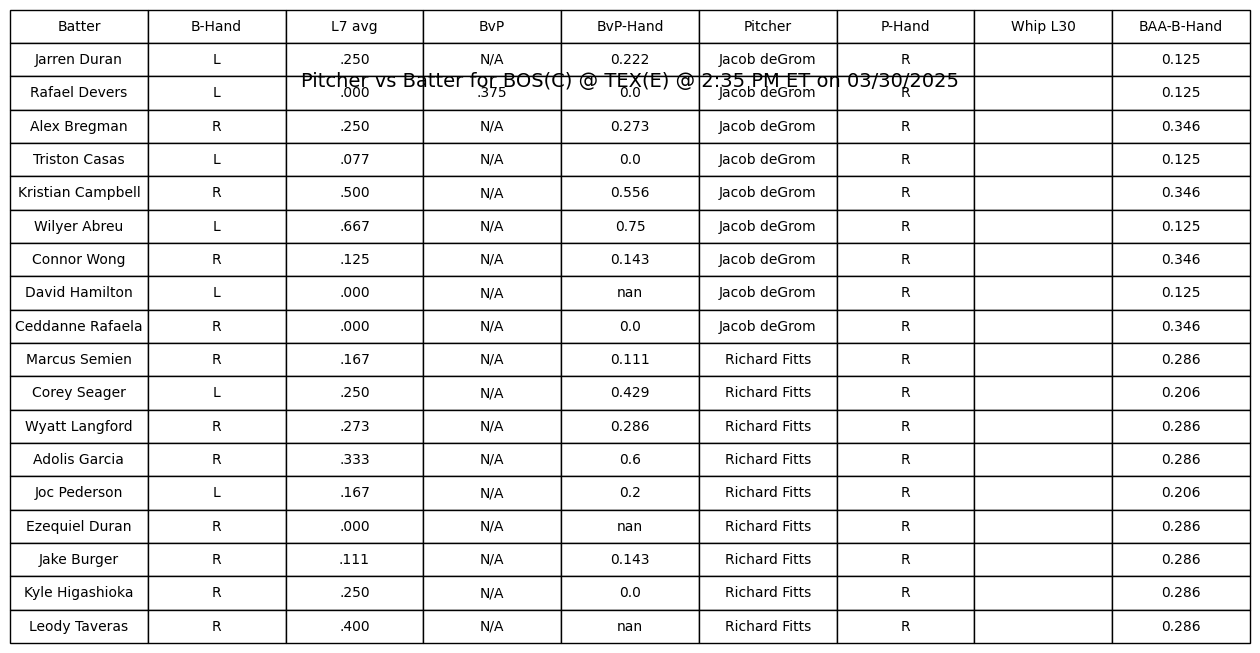 Batter B-Hand L7 avg BvP BvP-Hand Pitcher P-Hand Whip L30 BAA-B-Hand
Jarren Duran L .250 N/A 0.222 Jacob deGrom R 0.125
Pitcher vs Batter for BOS(C) @ TEX(E) @ 2:35 PM ET on 03/30/2025
Rafael Devers L .000 .375 0.0 Jacob deGrom R 0.125
Alex Bregman R .250 N/A 0.273 Jacob deGrom R 0.346
Triston Casas L .077 N/A 0.0 Jacob deGrom R 0.125
Kristian Campbell R .500 N/A 0.556 Jacob deGrom R 0.346
Wilyer Abreu L .667 N/A 0.75 Jacob deGrom R 0.125
Connor Wong R .125 N/A 0.143 Jacob deGrom R 0.346
David Hamilton L .000 N/A nan Jacob deGrom R 0.125
Ceddanne Rafaela R .000 N/A 0.0 Jacob deGrom R 0.346
Marcus Semien R .167 N/A 0.111 Richard Fitts R 0.286
Corey Seager L .250 N/A 0.429 Richard Fitts R 0.206
Wyatt Langford R .273 N/A 0.286 Richard Fitts R 0.286
Adolis Garcia R .333 N/A 0.6 Richard Fitts R 0.286
Joc Pederson L .167 N/A 0.2 Richard Fitts R 0.206
Ezequiel Duran R .000 N/A nan Richard Fitts R 0.286
Jake Burger R .111 N/A 0.143 Richard Fitts R 0.286
Kyle Higashioka R .250 N/A 0.0 Richard Fitts R 0.286
Leody Taveras R .400 N/A nan Richard Fitts R 0.286